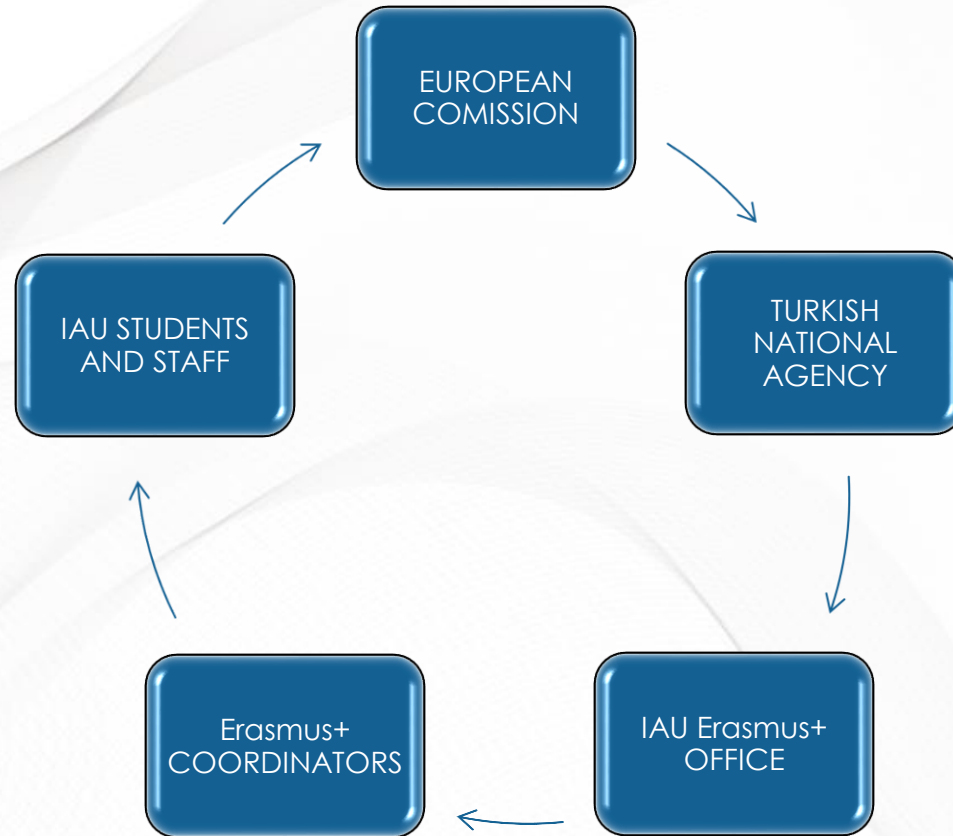 EUROPEAN
COMISSION
TURKISH
NATIONAL
AGENCY
IAU Erasmus+
OFFICE
Erasmus+
COORDINATORS
IAU STUDENTS
AND STAFF